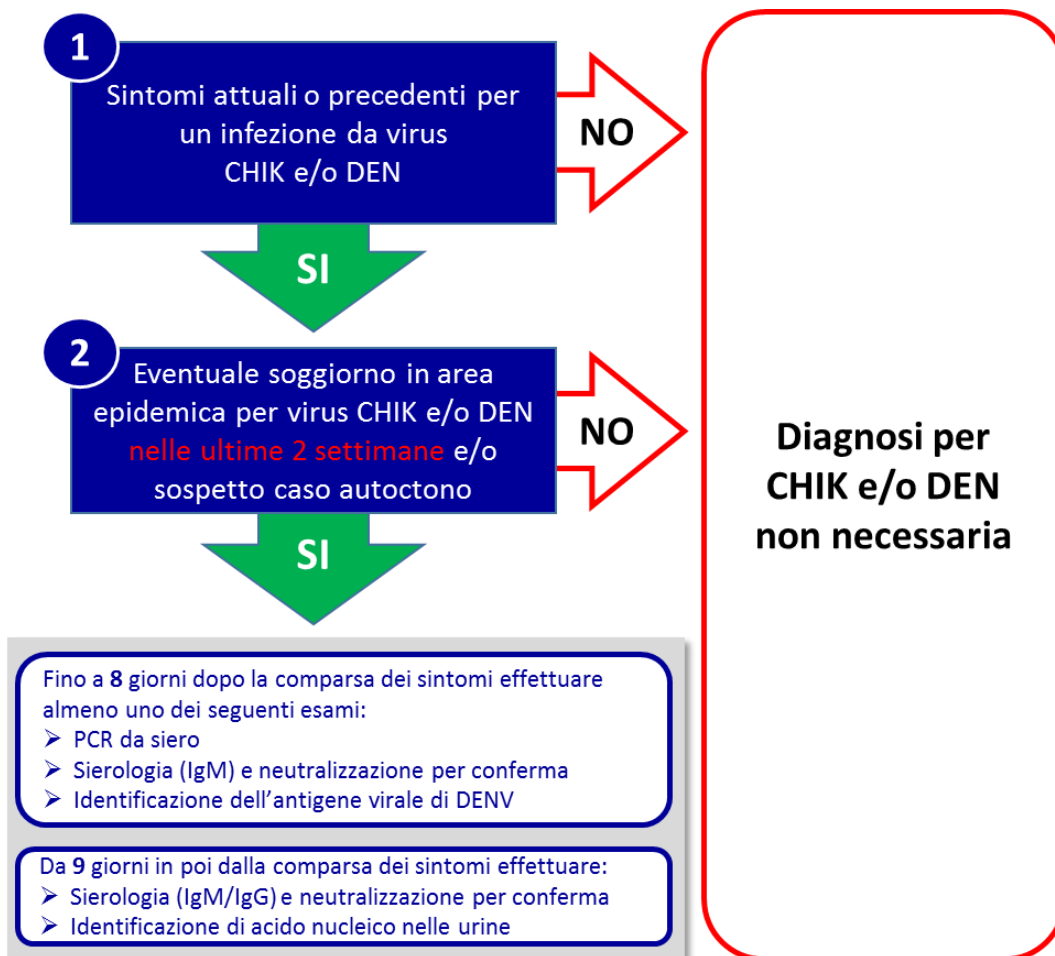 1
Sintomi attuali o precedenti per
un infezione da virus
CHIK e/o DEN
NO
SI
2
Eventuale soggiorno in area
epidemica per virus CHIK e/o DEN
nelle ultime 2 settimane e/o
sospetto caso autoctono
NO
SI
Diagnosi per
CHIK e/o DEN
non necessaria
Fino a 8 giorni dopo la comparsa dei sintomi effettuare
almeno uno dei seguenti esami:
➢ PCR da siero
➢ Sierologia (IgM) e neutralizzazione per conferma
➢ Identificazione dell’antigene virale di DENV
Da 9 giorni in poi dalla comparsa dei sintomi effettuare:
➢ Sierologia (IgM/IgG) e neutralizzazione per conferma
➢ Identificazione di acido nucleico nelle urine